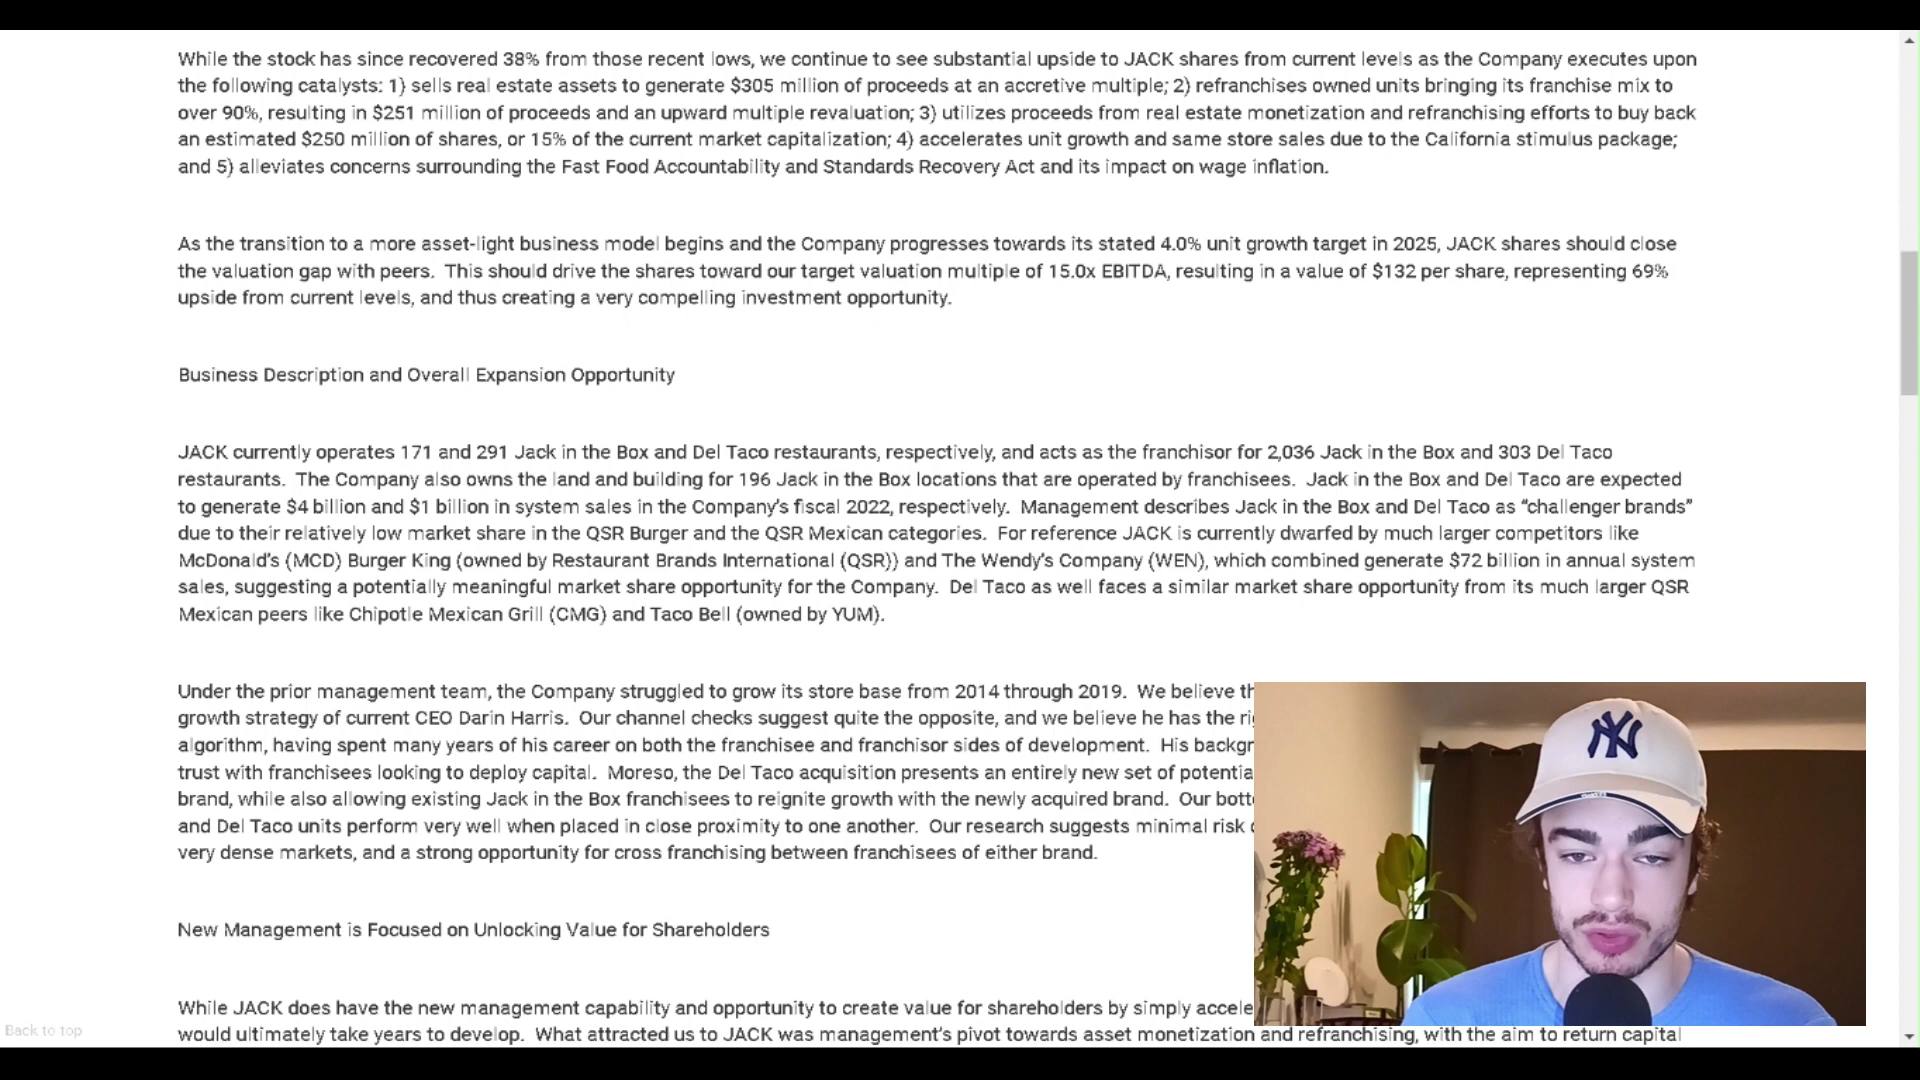 While the stock has since recovered 38% from those recent lows, we continue to see substantial upside to JACK shares from current levels as the Company executes upon
the following catalysts: 1) sells real estate assets to generate $305 million of proceeds at an accretive multiple; 2) refranchises owned units bringing its franchise mix to
over 90%, resulting in $251 million of proceeds and an upward multiple revaluation; 3) utilizes proceeds from real estate monetization and refranchising efforts to buy back
an estimated $250 million of shares, or 15% of the current market capitalization; 4) accelerates unit growth and same store sales due to the California stimulus package;
and 5) alleviates concerns surrounding the Fast Food Accountability and Standards Recovery Act and its impact on wage inflation.
As the transition to a more asset-light business model begins and the Company progresses towards its stated 4.0% unit growth target in 2025, JACK shares should close
the valuation gap with peers. This should drive the shares toward our target valuation multiple of 15.0x EBITDA, resulting in a value of $132 per share, representing 69%
upside from current levels, and thus creating a very compelling investment opportunity.
Business Description and Overall Expansion Opportunity
JACK currently operates 171 and 291 Jack in the Box and Del Taco restaurants, respectively, and acts as the franchisor for 2,036 Jack in the Box and 303 Del Taco
restaurants. The Company also owns the land and building for 196 Jack in the Box locations that are operated by franchisees. Jack in the Box and Del Taco are expected
to generate $4 billion and $1 billion in system sales in the Company's fiscal 2022, respectively. Management describes Jack in the Box and Del Taco as “challenger brands”
due to their relatively low market share in the QSR Burger and the QSR Mexican categories. For reference JACK is currently dwarfed by much larger competitors like
McDonald's (MCD) Burger King (owned by Restaurant Brands International (QSR)) and The Wendy's Company (WEN), which combined generate $72 billion in annual system
sales, suggesting a potentially meaningful market share opportunity for the Company. Del Taco as well faces a similar market share opportunity from its much larger QSR
Mexican peers like Chipotle Mexican Grill (CMG) and Taco Bell (owned by YUM).
Under the prior management team, the Company struggled to grow its store base from 2014 through 2019. We believe
growth strategy of current CEO Darin Harris. Our channel checks suggest quite the opposite, and we believe he has the
algorithm, having spent many years of his career on both the franchisee and franchisor sides of development. His
trust with franchisees looking to deploy capital. Moreso, the Del Taco acquisition presents an entirely new set of
brand, while also allowing existing Jack in the Box franchisees to reignite growth with the newly acquired brand. Our
and Del Taco units perform very well when placed in close proximity to one another. Our research suggests minimal risk
very dense markets, and a strong opportunity for cross franchising between franchisees of either brand.
New Management is Focused on Unlocking Value for Shareholders
While JACK does have the new management capability and opportunity to create value for shareholders by simply
would ultimately take years to develop. What attracted us to JACK was management's pivot towards asset monetization and refranchising, with the aim to return capital
Back to top
NY